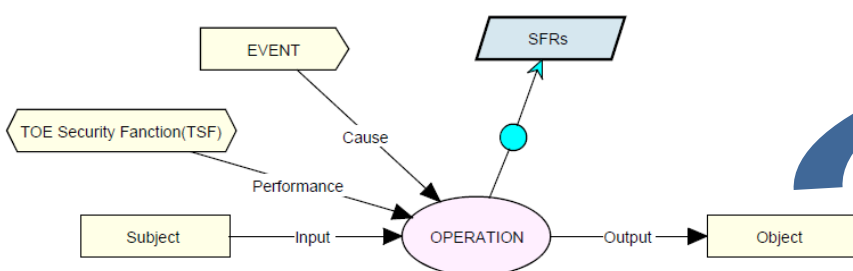 SFRs
EVENT
TOE Security Fanction(TSF)
Cause
Performance
Subject
Input
OPERATION
Output
Object